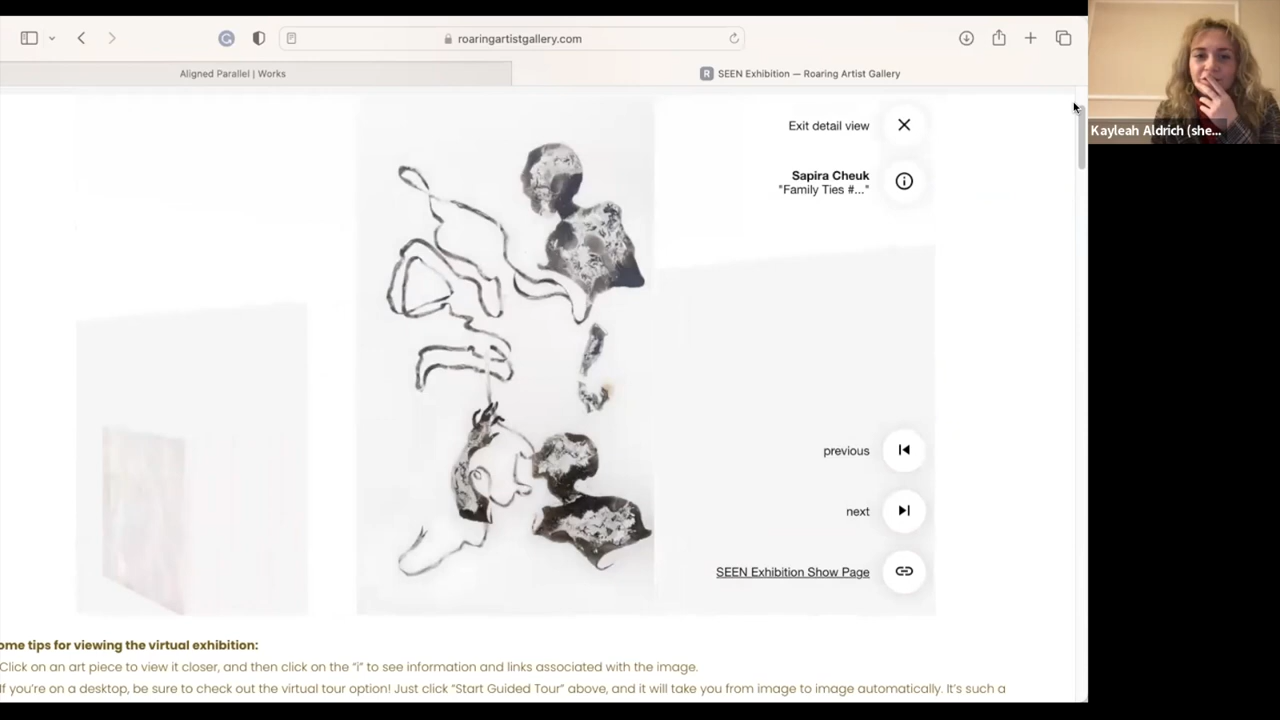 roaringartistgallery.com
Aligned Parallel | Works
R SEEN Exhibition — Roaring Artist Gallery
Exit detail view
Sapira Cheuk
"Family Ties #..."
previous
next
SEEN Exhibition Show Page
ome tips for viewing the virtual exhibition:
Click on an art piece to view it closer, and then click on the “i” to see information and links associated with the image.
If you’re on a desktop, be sure to check out the virtual tour option! Just click “Start Guided Tour” above, and it will take you from image to image automatically. It’s such a
Kayleah Aldrich (she...